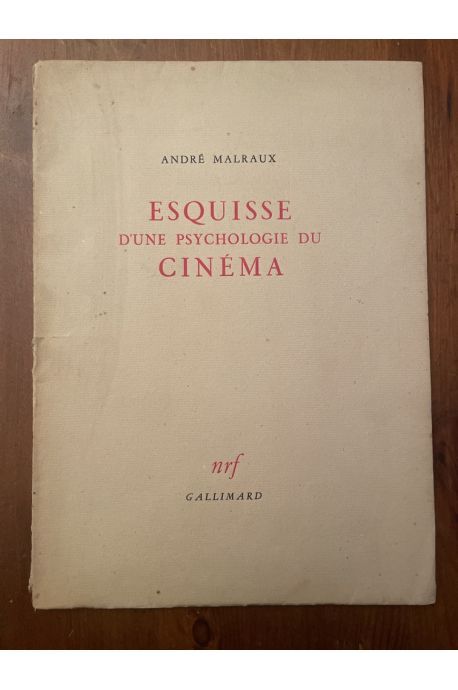 ANDRÉ MALRAUX
ESQUISSE
D'UNE PSYCHOLOGIE DU
CINÉMA
nrf
GALLIMARD